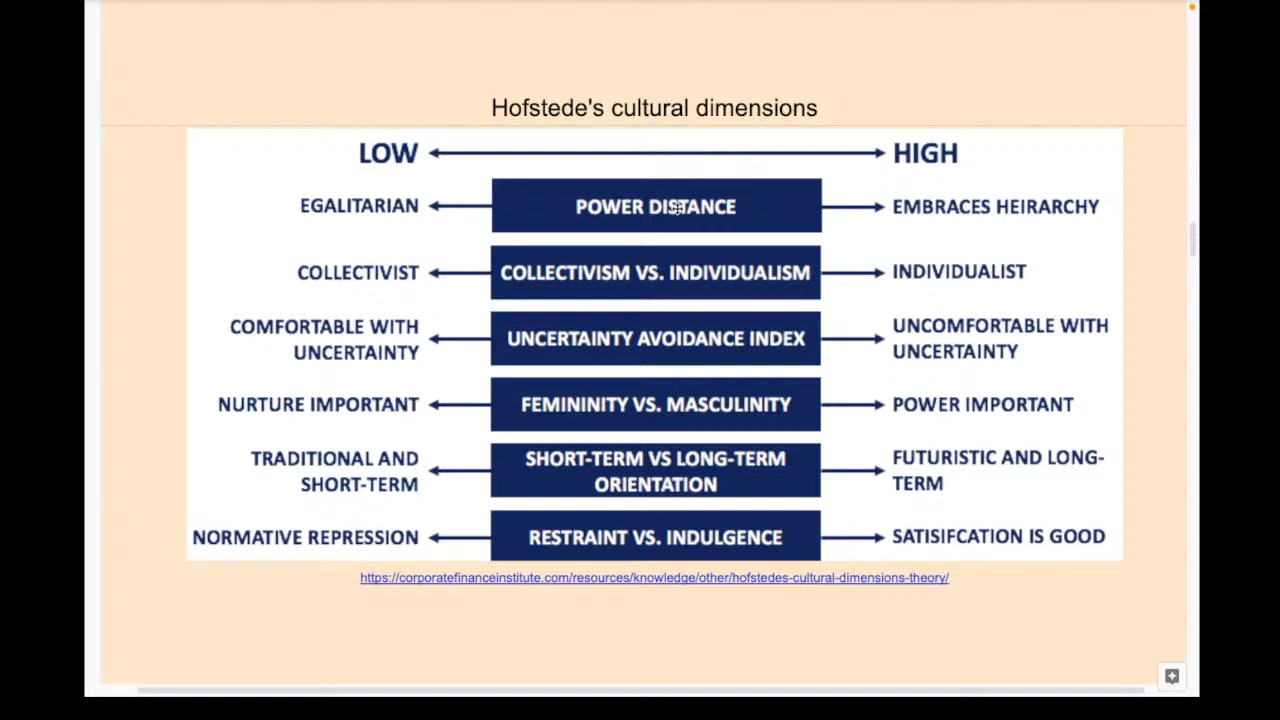 Hofstede's cultural dimensions
LOW HIGH
EGALITARIAN POWER DISTANCE EMBRACES HEIRARCHY
COLLECTIVIST COLLECTIVISM VS. INDIVIDUALISM INDIVIDUALIST
COMFORTABLE WITH
UNCERTAINTY
UNCERTAINTY AVOIDANCE INDEX
UNCOMFORTABLE WITH
UNCERTAINTY
NURTURE IMPORTANT FEMININITY VS. MASCULINITY POWER IMPORTANT
TRADITIONAL AND
SHORT-TERM
SHORT-TERM VS LONG-TERM
ORIENTATION
FUTURISTIC AND LONG-
TERM
NORMATIVE REPRESSION RESTRAINT VS. INDULGENCE SATISIFCATION IS GOOD
https://corporatefinanceinstitute.com/resources/knowledge/other/hofstedes-cultural-dimensions-theory/